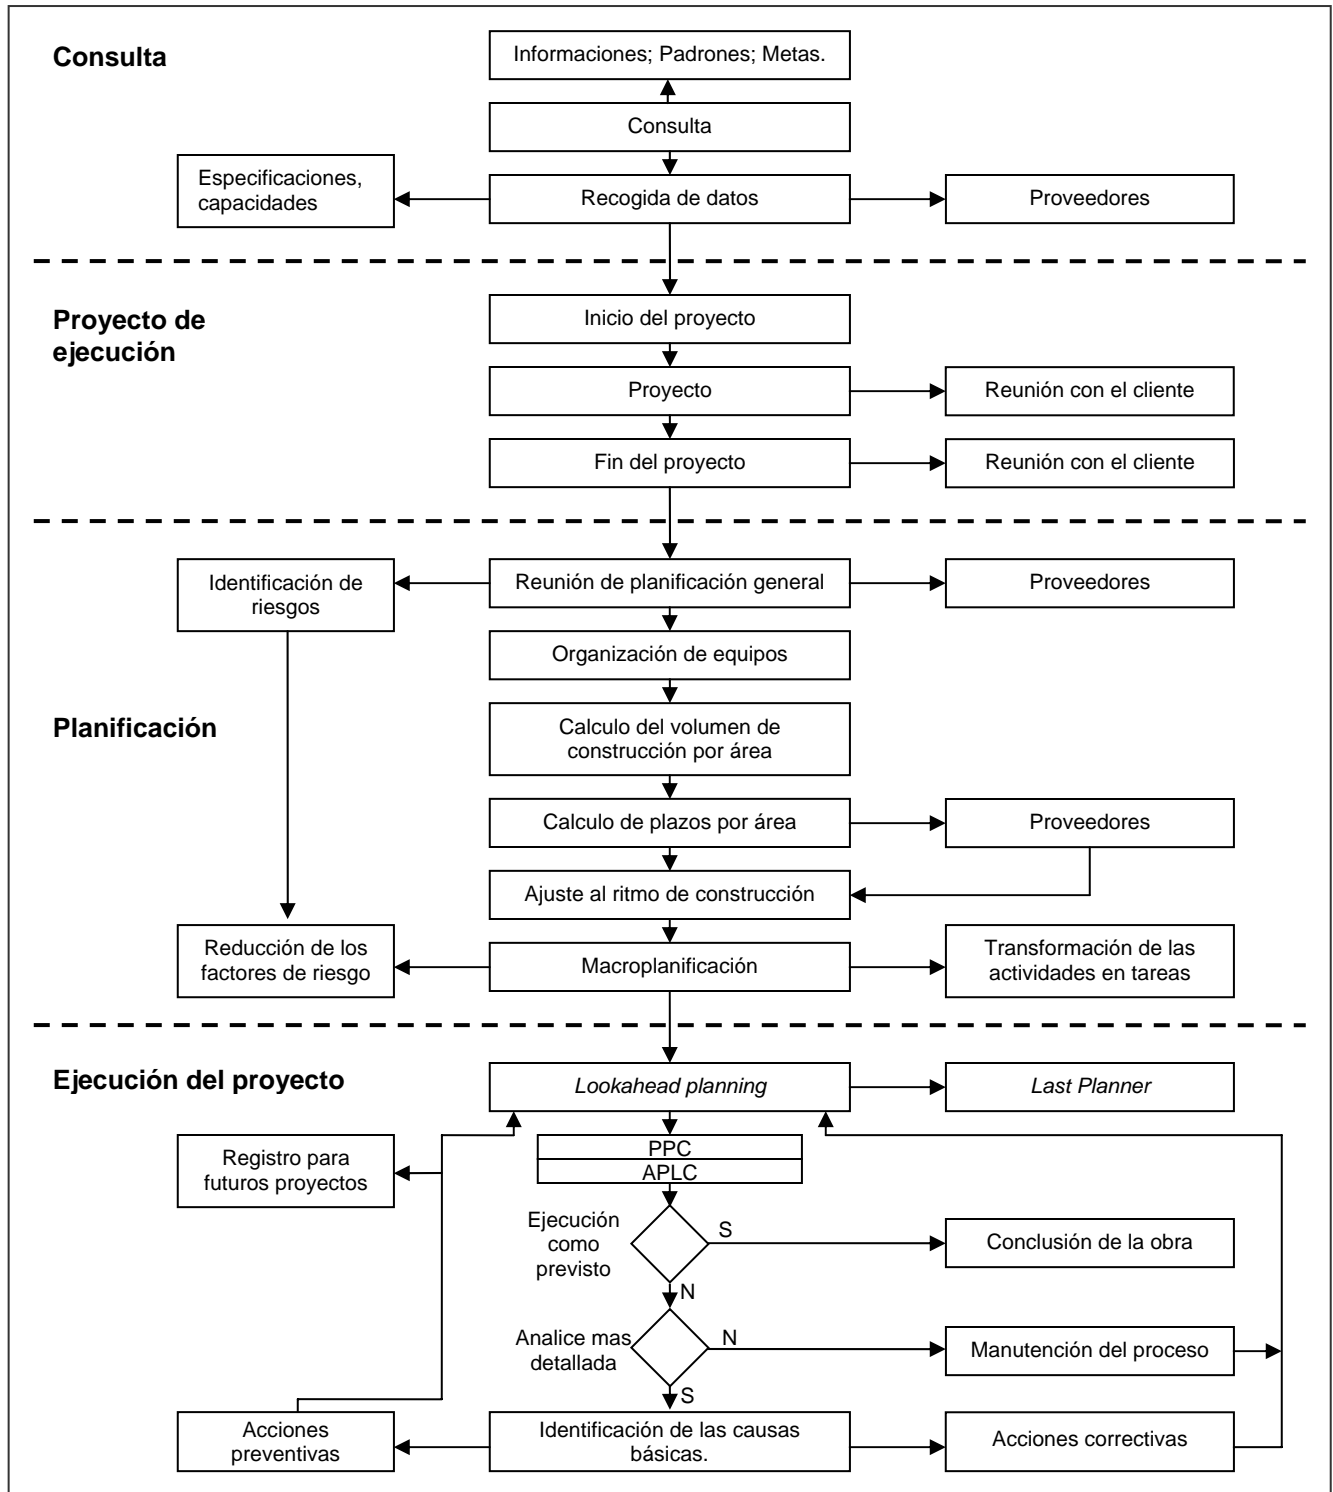 Consulta
Informaciones; Padrones; Metas.
Consulta
Especificaciones,
capacidades
Recogida de datos
Proveedores
Proyecto de
ejecución
Inicio del proyecto
Proyecto
Reunión con el cliente
Fin del proyecto
Reunión con el cliente
Planificación
Identificación de
riesgos
Reunión de planificación general
Proveedores
Organización de equipos
Calculo del volumen de
construcción por área
Calculo de plazos por área
Proveedores
Ajuste al ritmo de construcción
Reducción de los
factores de riesgo
Macroplanificación
Transformación de las
actividades en tareas
Ejecución del proyecto
Lookahead planning
Last Planner
Registro para
futuros proyectos
PPC
APLC
Ejecución
como
previsto
S
Conclusión de la obra
N
Analice mas
detallada
N
Manutención del proceso
S
Acciones
preventivas
Identificación de las causas
básicas.
Acciones correctivas